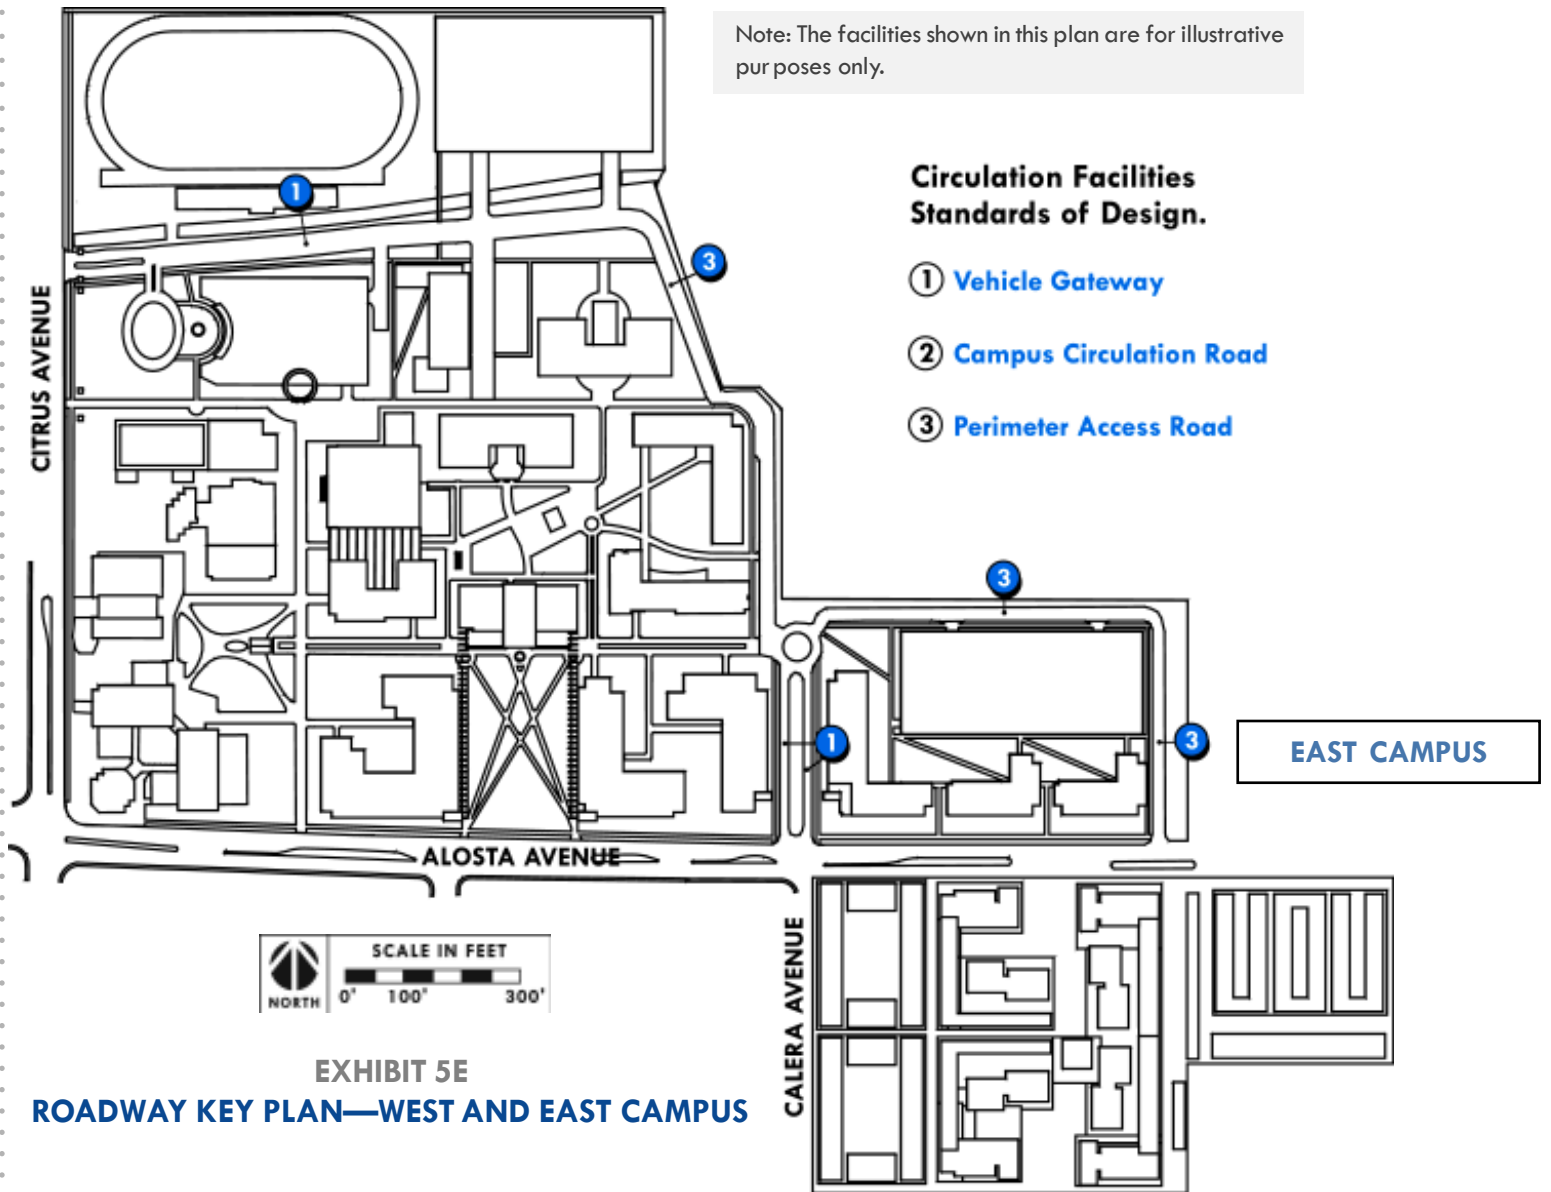 Note: The facilities shown in this plan are for illustrative
pur poses only.
Circulation Facilities
Standards of Design.
1 Vehicle Gateway
2 Campus Circulation Road
3 Perimeter Access Road
1
3
3
1
3
CITRUS AVENUE
EAST CAMPUS
ALOSTA AVENUE
CALERA AVENUE
NORTH
SCALE IN FEET
0' 100' 300'
EXHIBIT 5E
ROADWAY KEY PLAN—WEST AND EAST CAMPUS